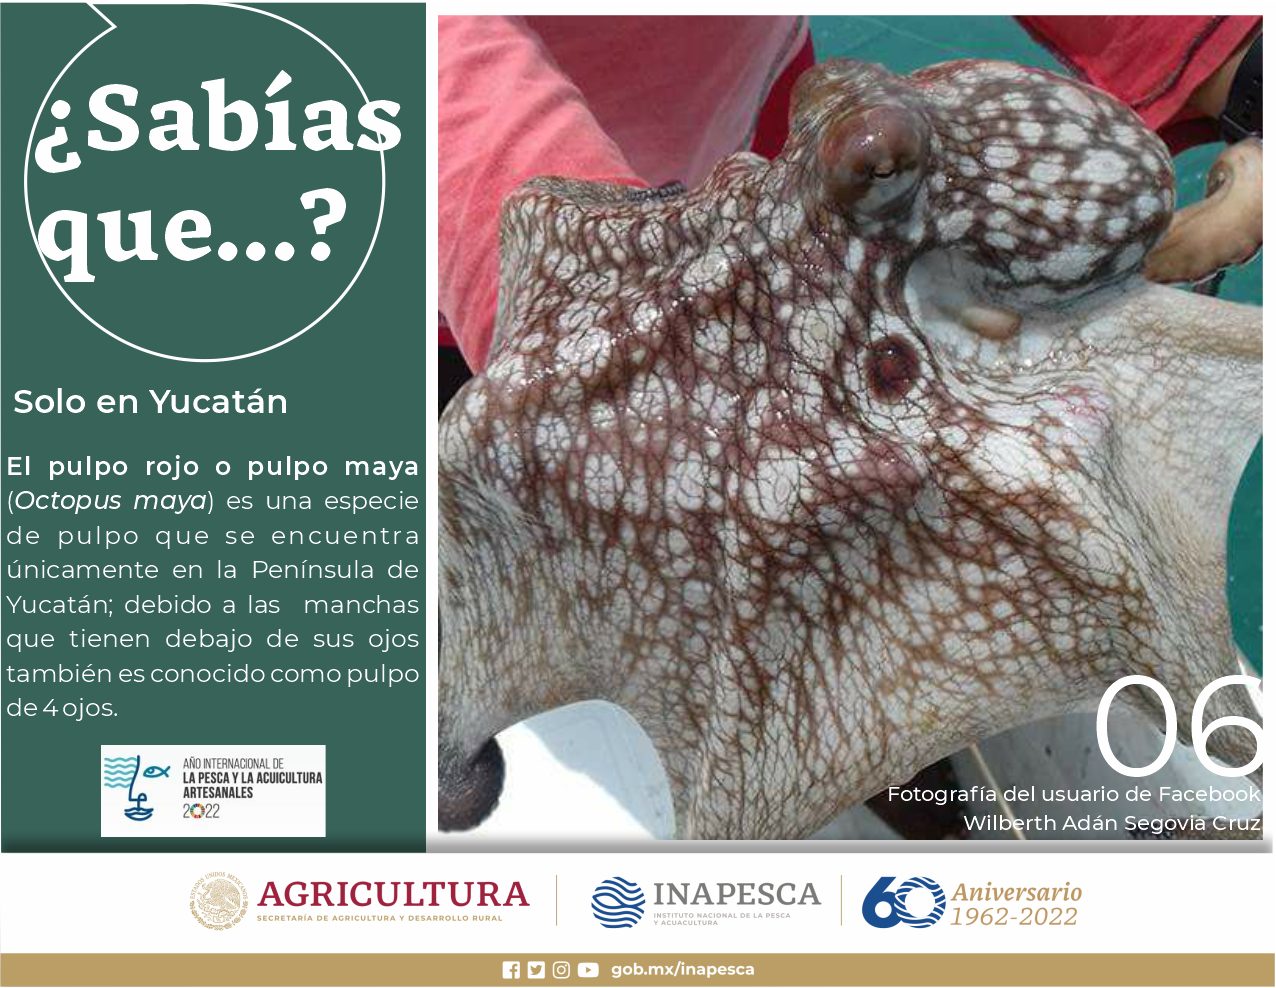 ¿Sabías
que...?
Solo en Yucatán
El pulpo rojo o pulpo maya
(Octopus maya) es una especie
de pulpo que se encuentra
únicamente en la Península de
Yucatán; debido a las manchas
que tienen debajo de sus ojos
también es conocido como pulpo
de 4 ojos.
AÑO INTERNACIONAL DE
LA PESCA Y LA ACUICULTURA
ARTESANALES
2022
06
Fotografía del usuario de Facebook
Wilberth Adán Segovia Cruz
ESTADOS UNIDOS MEXICANOS
AGRICULTURA
SECRETARÍA DE AGRICULTURA Y DESARROLLO RURAL
INAPESCA
INSTITUTO NACIONAL DE LA PESCA
Y ACUACULTURA
60 Aniversario
1962-2022
gob.mx/inapesca